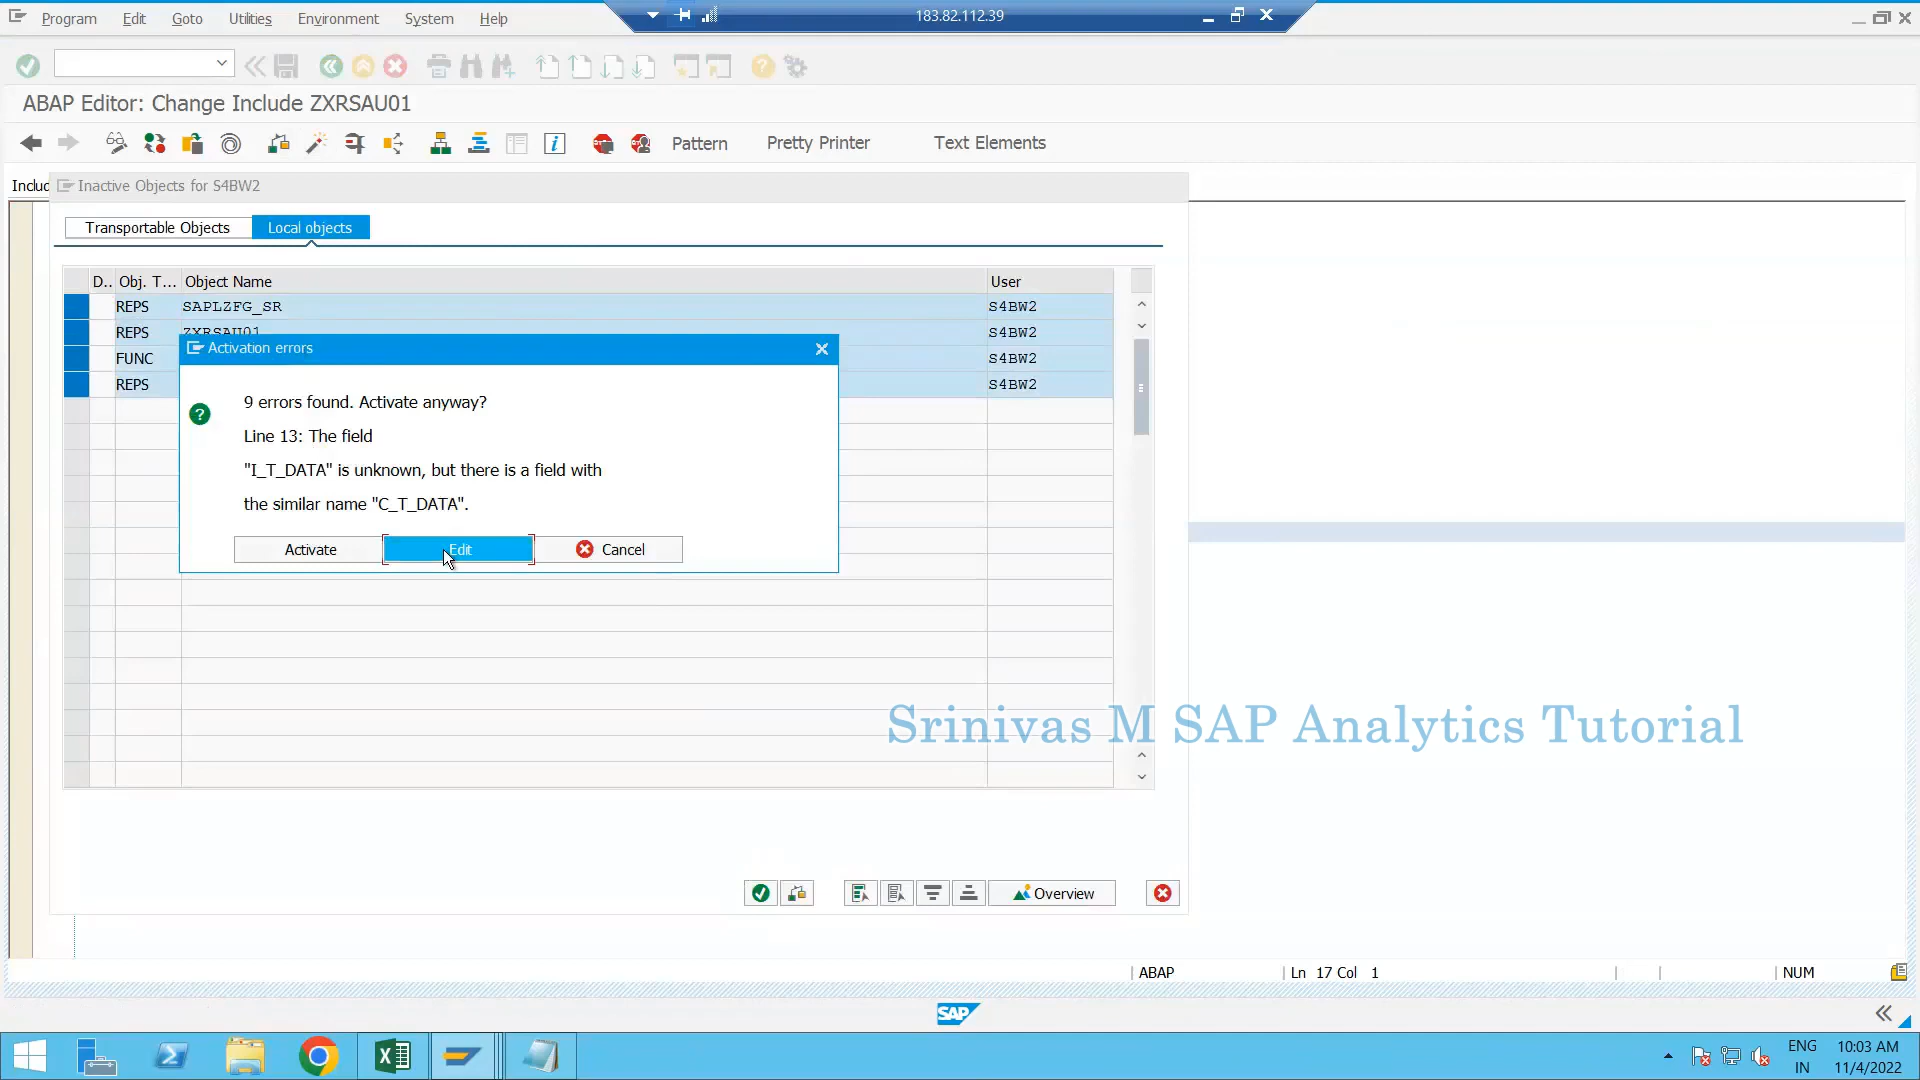 Program Edit Goto Utilities Environment System Help
183.82.112.39
ABAP Editor: Change Include ZXRSAU01
Pattern Pretty Printer Text Elements
Includ
Inactive Objects for S4BW2
Transportable Objects Local objects
D.. Obj. T... Object Name User
REPS SAPLZFG_SR S4BW2
REPS ZXRSAU01 S4BW2
FUNC S4BW2
REPS S4BW2
Activation errors
9 errors found. Activate anyway?
Line 13: The field
"I_T_DATA" is unknown, but there is a field with
the similar name "C_T_DATA".
Activate Edit Cancel
Srinivas M SAP Analytics Tutorial
Overview
ABAP Ln 17 Col 1 NUM
SAP
ENG 10:03 AM
IN 11/4/2022